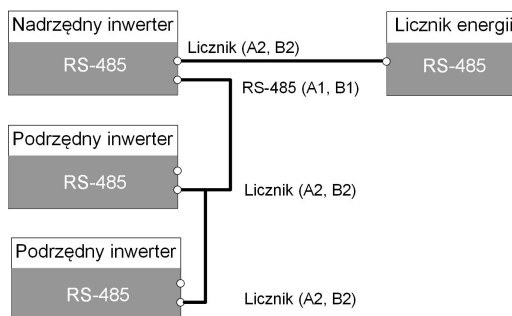 Nadrzędny inwerter
RS-485
Licznik (A2, B2)
Licznik energii
RS-485
RS-485 (A1, B1)
Podrzędny inwerter
RS-485
Licznik (A2, B2)
Podrzędny inwerter
RS-485
Licznik (A2, B2)